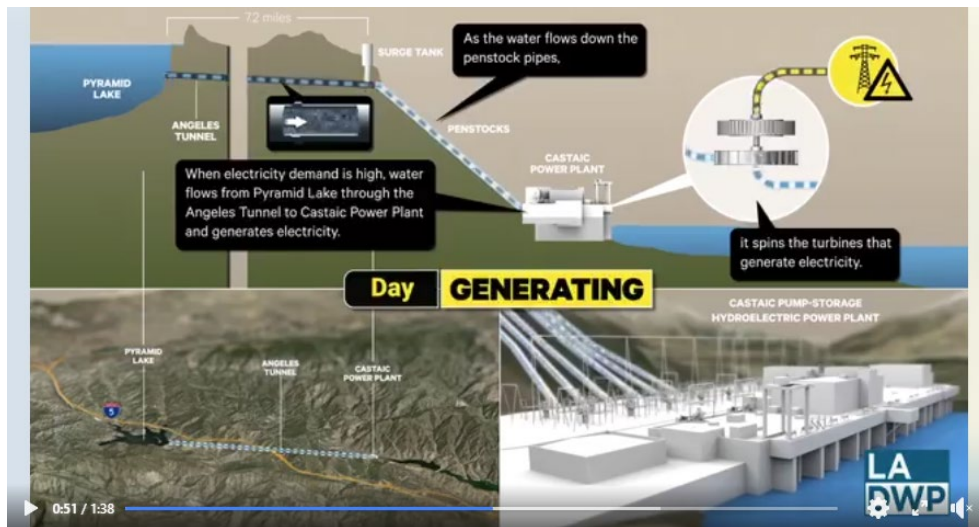 7.2 miles
SURGE TANK
As the water flows down the
penstock pipes,
PYRAMID
LAKE
ANGELES
TUNNEL
PENSTOCKS
CASTAIC
POWER PLANT
When electricity demand is high, water
flows from Pyramid Lake through the
Angeles Tunnel to Castaic Power Plant
and generates electricity.
it spins the turbines that
generate electricity.
Day GENERATING
PYRAMID
LAKE
ANGELES
TUNNEL
CASTAIC
POWER PLANT
5
CASTAIC PUMP-STORAGE
HYDROELECTRIC POWER PLANT
LA
DWP
0:51 / 1:38